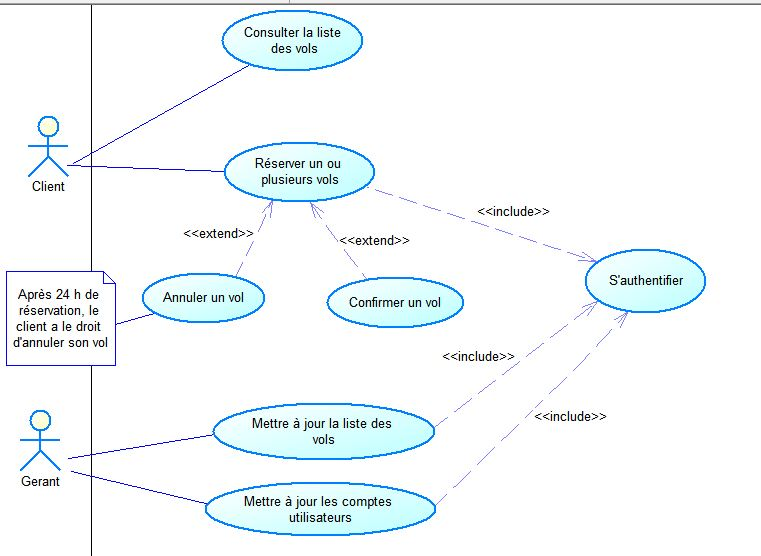 Consulter la liste
des vols
Client
Réserver un ou
plusieurs vols
<<include>>
<<extend>>
<<extend>>
Après 24 h de
réservation, le
client a le droit
d'annuler son vol
Annuler un vol
Confirmer un vol
S'authentifier
<<include>>
Mettre à jour la liste des
vols
<<include>>
Gerant
Mettre à jour les comptes
utilisateurs